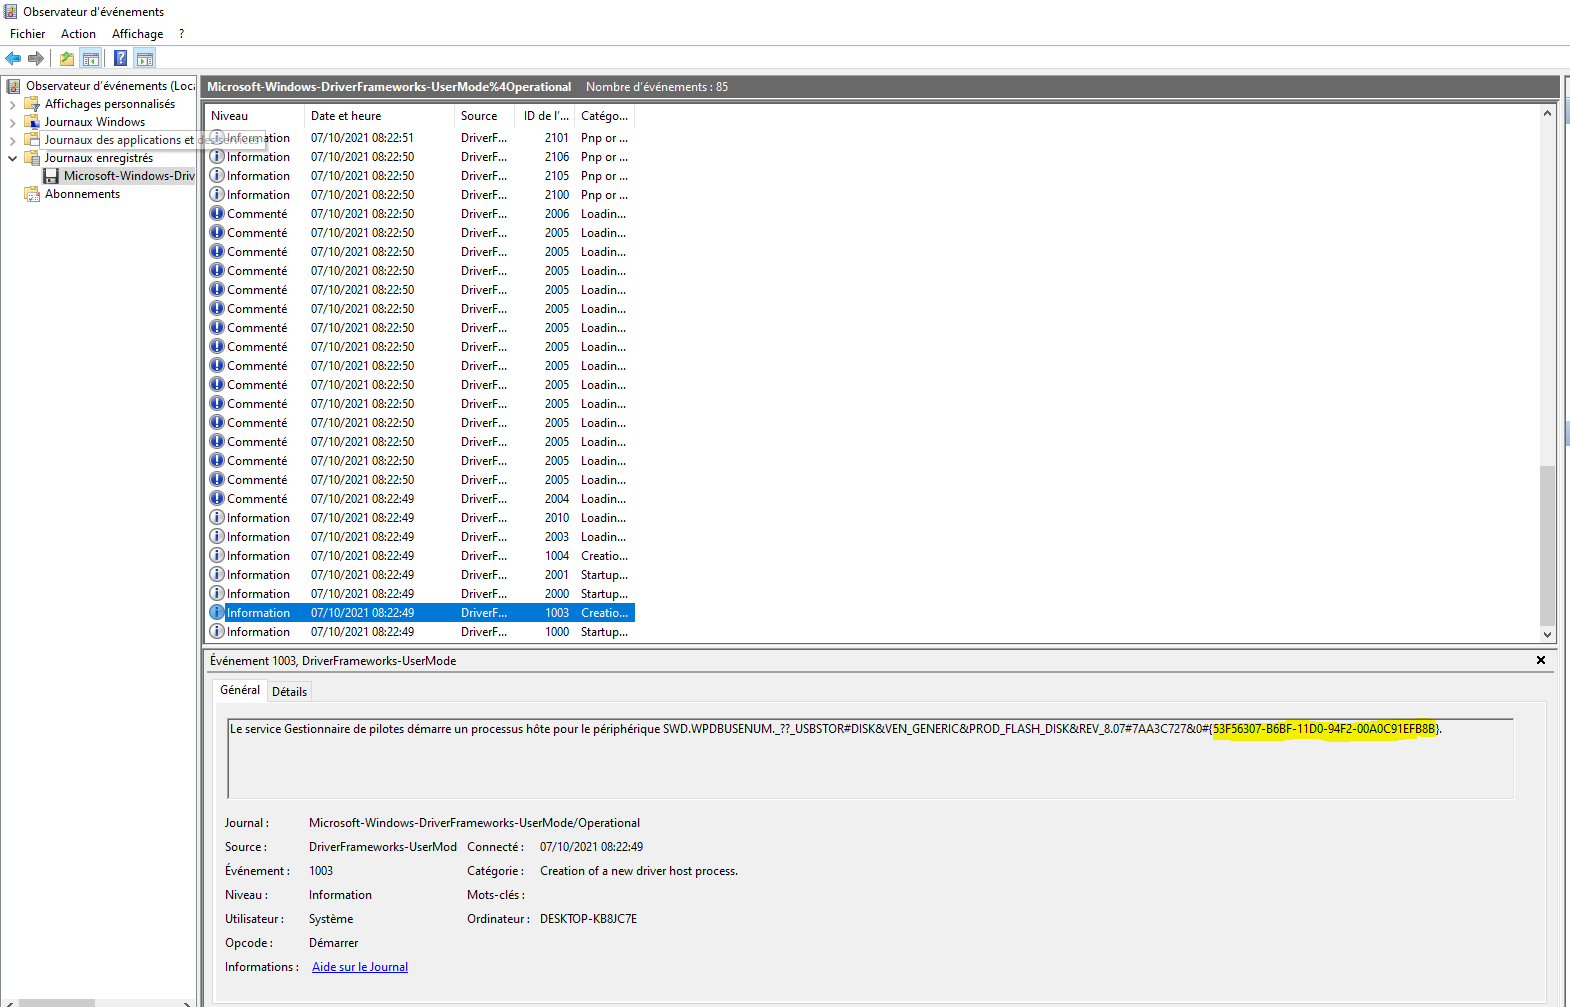 Observateur d'événements
Fichier Action Affichage ?
Observateur d'événements (Loca
Affichages personnalisés
Journaux Windows
Journaux des applications et des services
Journaux enregistrés
Microsoft-Windows-Driv
Abonnements
Microsoft-Windows-DriverFrameworks-UserMode%4Operational Nombre d'événements : 85
Niveau Date et heure Source ID de l'... Catégo...
Information 07/10/2021 08:22:51 DriverF... 2101 Pnp or ...
Information 07/10/2021 08:22:50 DriverF... 2106 Pnp or ...
Information 07/10/2021 08:22:50 DriverF... 2105 Pnp or ...
Information 07/10/2021 08:22:50 DriverF... 2100 Pnp or ...
Commenté 07/10/2021 08:22:50 DriverF... 2006 Loadin...
Commenté 07/10/2021 08:22:50 DriverF... 2005 Loadin...
Commenté 07/10/2021 08:22:50 DriverF... 2005 Loadin...
Commenté 07/10/2021 08:22:50 DriverF... 2005 Loadin...
Commenté 07/10/2021 08:22:50 DriverF... 2005 Loadin...
Commenté 07/10/2021 08:22:50 DriverF... 2005 Loadin...
Commenté 07/10/2021 08:22:50 DriverF... 2005 Loadin...
Commenté 07/10/2021 08:22:50 DriverF... 2005 Loadin...
Commenté 07/10/2021 08:22:50 DriverF... 2005 Loadin...
Commenté 07/10/2021 08:22:50 DriverF... 2005 Loadin...
Commenté 07/10/2021 08:22:50 DriverF... 2005 Loadin...
Commenté 07/10/2021 08:22:50 DriverF... 2005 Loadin...
Commenté 07/10/2021 08:22:50 DriverF... 2005 Loadin...
Commenté 07/10/2021 08:22:50 DriverF... 2005 Loadin...
Commenté 07/10/2021 08:22:50 DriverF... 2005 Loadin...
Commenté 07/10/2021 08:22:49 DriverF... 2004 Loadin...
Information 07/10/2021 08:22:49 DriverF... 2010 Loadin...
Information 07/10/2021 08:22:49 DriverF... 2003 Loadin...
Information 07/10/2021 08:22:49 DriverF... 1004 Creatio...
Information 07/10/2021 08:22:49 DriverF... 2001 Startup...
Information 07/10/2021 08:22:49 DriverF... 2000 Startup...
Information 07/10/2021 08:22:49 DriverF... 1003 Creatio...
Information 07/10/2021 08:22:49 DriverF... 1000 Startup...
Événement 1003, DriverFrameworks-UserMode
Général Détails
Le service Gestionnaire de pilotes démarre un processus hôte pour le périphérique SWD.WPDBUSENUM._??_USBSTOR#DISK&VEN_GENERIC&PROD_FLASH_DISK&REV_8.07#7AA3C727&0#{53F56307-B6BF-11D0-94F2-00A0C91EFB8B}.
Journal : Microsoft-Windows-DriverFrameworks-UserMode/Operational
Source : DriverFrameworks-UserMod Connecté : 07/10/2021 08:22:49
Événement : 1003 Catégorie : Creation of a new driver host process.
Niveau : Information Mots-clés :
Utilisateur : Système Ordinateur : DESKTOP-KB8JC7E
Opcode : Démarrer
Informations : Aide sur le Journal